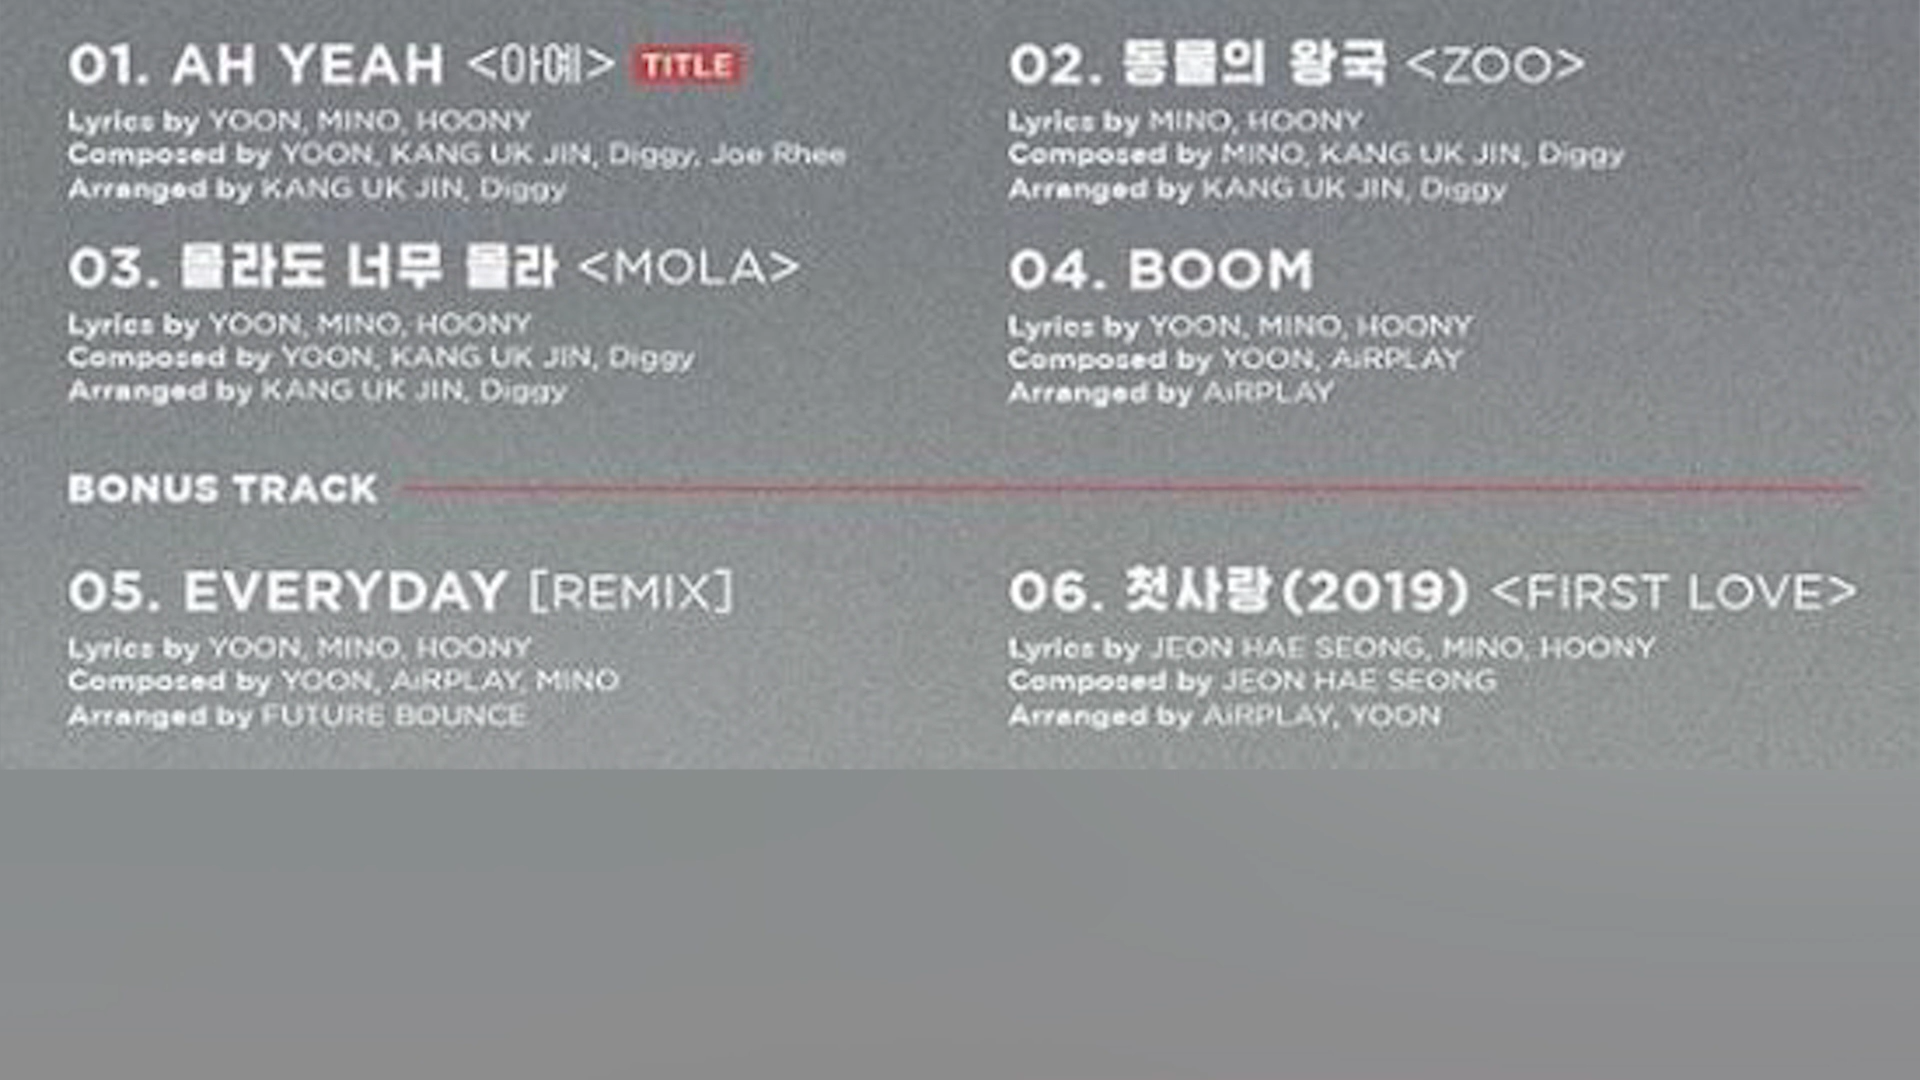 01. AH YEAH <아예> TITLE
Lyrics by YOON, MINO, HOONY
Composed by YOON, KANG UK JIN, Diggy, Joe Rhee
Arranged by KANG UK JIN, Diggy
02. 동물의 왕국 <ZOO>
Lyrics by MINO, HOONY
Composed by MINO, KANG UK JIN, Diggy
Arranged by KANG UK JIN, Diggy
03. 몰라도 너무 몰라 <MOLA>
Lyrics by YOON, MINO, HOONY
Composed by YOON, KANG UK JIN, Diggy
Arranged by KANG UK JIN, Diggy
04. BOOM
Lyrics by YOON, MINO, HOONY
Composed by YOON, AiRPLAY
Arranged by AiRPLAY
BONUS TRACK
05. EVERYDAY [REMIX]
Lyrics by YOON, MINO, HOONY
Composed by YOON, AiRPLAY, MINO
Arranged by FUTURE BOUNCE
06. 첫사랑(2019) <FIRST LOVE>
Lyrics by JEON HAE SEONG, MINO, HOONY
Composed by JEON HAE SEONG
Arranged by AiRPLAY, YOON